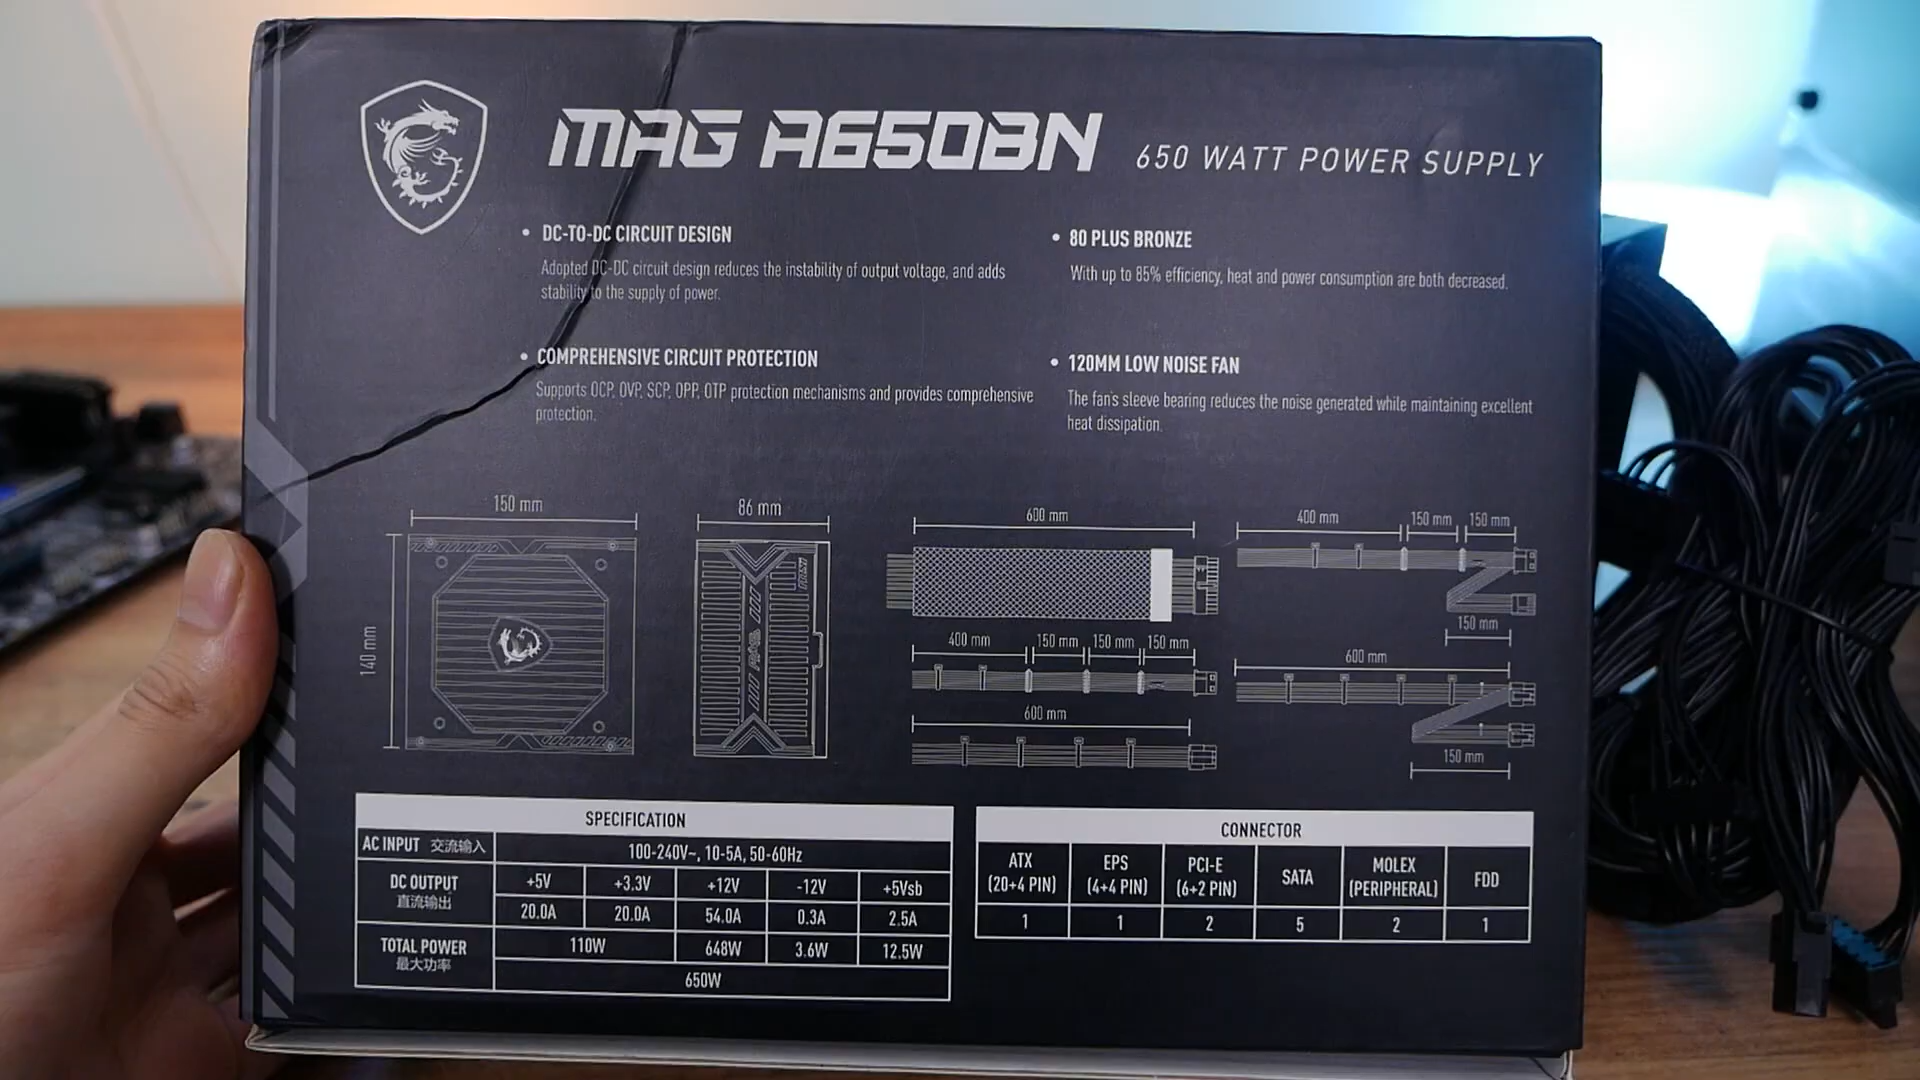 MAG A650BN 650 WATT POWER SUPPLY
• DC-TO-DC CIRCUIT DESIGN
Adopted DC-DC circuit design reduces the instability of output voltage, and adds
stability to the supply of power.
• 80 PLUS BRONZE
With up to 85% efficiency, heat and power consumption are both decreased.
• COMPREHENSIVE CIRCUIT PROTECTION
Supports OCP, OVP, SCP, OPP, OTP protection mechanisms and provides comprehensive
protection.
• 120MM LOW NOISE FAN
The fan's sleeve bearing reduces the noise generated while maintaining excellent
heat dissipation.
150 mm
86 mm
140 mm
600 mm
400 mm 150 mm 150 mm
150 mm
400 mm 150 mm 150 mm 150 mm
600 mm
150 mm
600 mm
SPECIFICATION
AC INPUT 交流输入 100-240V~, 10-5A, 50-60Hz
DC OUTPUT
直流输出
+5V +3.3V +12V -12V +5Vsb
20.0A 20.0A 54.0A 0.3A 2.5A
TOTAL POWER
最大功率
110W 648W 3.6W 12.5W
650W
CONNECTOR
ATX
(20+4 PIN)
EPS
(4+4 PIN)
PCI-E
(6+2 PIN)
SATA
MOLEX
(PERIPHERAL)
FDD
1 1 2 5 2 1